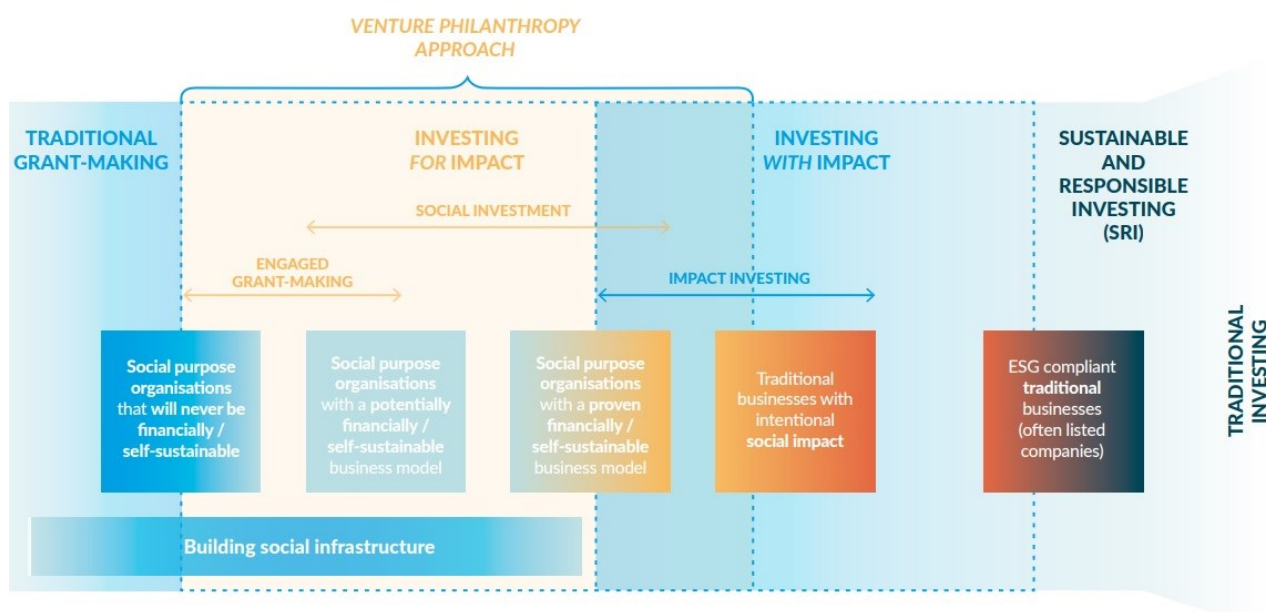 VENTURE PHILANTHROPY
APPROACH
TRADITIONAL
GRANT-MAKING
INVESTING
FOR IMPACT
INVESTING
WITH IMPACT
SUSTAINABLE
AND
RESPONSIBLE
INVESTING
(SRI)
SOCIAL INVESTMENT
ENGAGED
GRANT-MAKING
IMPACT INVESTING
TRADITIONAL
INVESTING
Social purpose
organisations
that will never be
financially /
self-sustainable
Social purpose
organisations
with a potentially
financially /
self-sustainable
business model
Social purpose
organisations
with a proven
financially /
self-sustainable
business model
Traditional
businesses with
intentional
social impact
ESG compliant
traditional
businesses
(often listed
companies)
Building social infrastructure